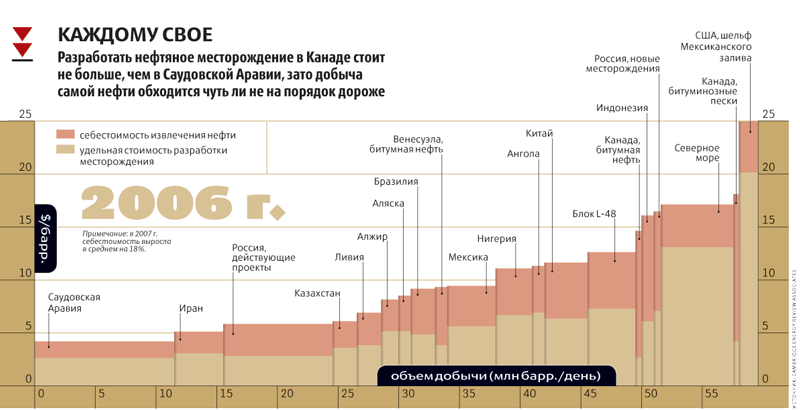 КАЖДОМУ СВОЕ
Разработать нефтяное месторождение в Канаде стоит
не больше, чем в Саудовской Аравии, зато добыча
самой нефти обходится чуть ли не на порядок дороже
себестоимость извлечения нефти
удельная стоимость разработки
месторождения
2006 г.
Примечание: в 2007 г.
себестоимость выросла
в среднем на 18%.
$/барр.
25
20
15
10
5
0
Саудовская
Аравия
Иран
Россия,
действующие
проекты
Казахстан
Ливия
Алжир
Аляска
Бразилия
Венесуэла,
битумная нефть
Мексика
Нигерия
Ангола
Китай
Блок L-48
Канада,
битумная
нефть
Индонезия
Россия, новые
месторождения
Северное
море
Канада,
битуминозные
пески
США, шельф
Мексиканского
залива
25
20
15
10
5
0
объем добычи (млн барр./день)
0 5 10 15 20 25 30 35 40 45 50 55